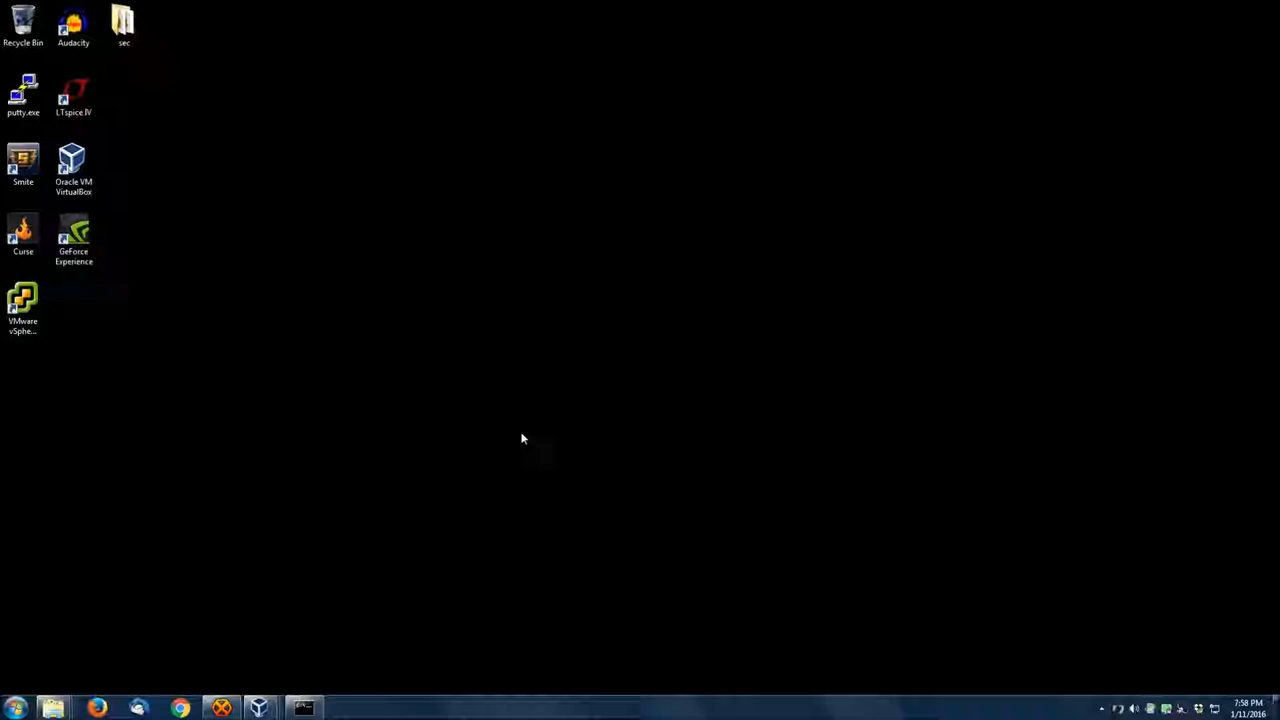 Recycle Bin
Audacity
sec
putty.exe
LTspice IV
Smite
Oracle VM
VirtualBox
Curse
GeForce
Experience
VMware
vSphe...
7:58 PM
1/11/2016